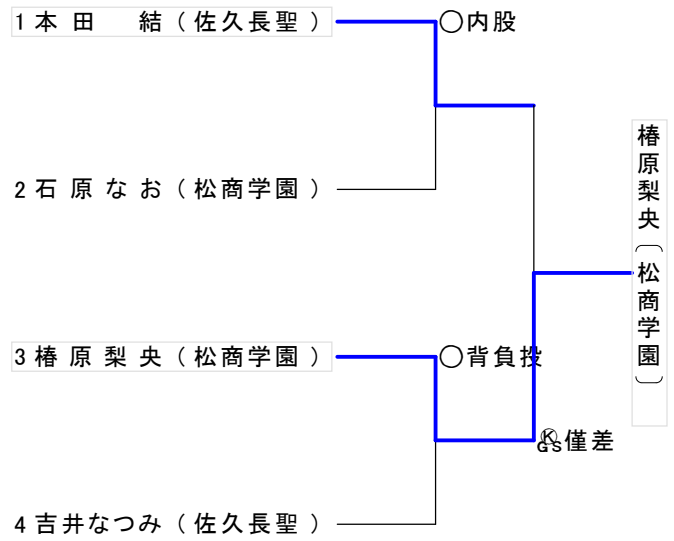 1 本田 結（佐久長聖）
○内股
2 石原なお（松商学園）
3 椿原梨央（松商学園）
○背負投
Ⓚ GS 僅差
4 吉井なつみ（佐久長聖）
椿原梨央〔松商学園〕